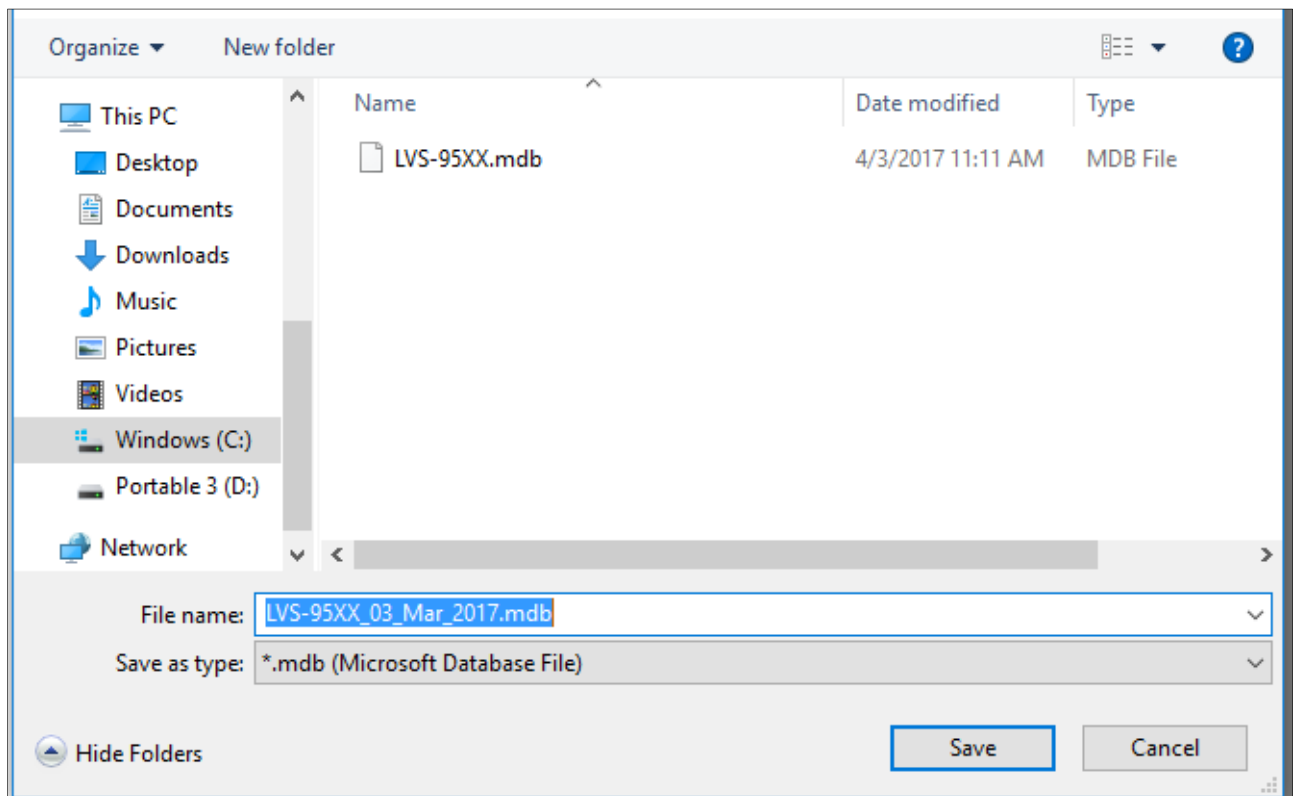 Organize New folder ?
Name Date modified Type
This PC
LVS-95XX.mdb 4/3/2017 11:11 AM MDB File
Desktop
Documents
Downloads
Music
Pictures
Videos
Windows (C:)
Portable 3 (D:)
Network
File name: LVS-95XX_03_Mar_2017.mdb
Save as type: *.mdb (Microsoft Database File)
Hide Folders Save Cancel